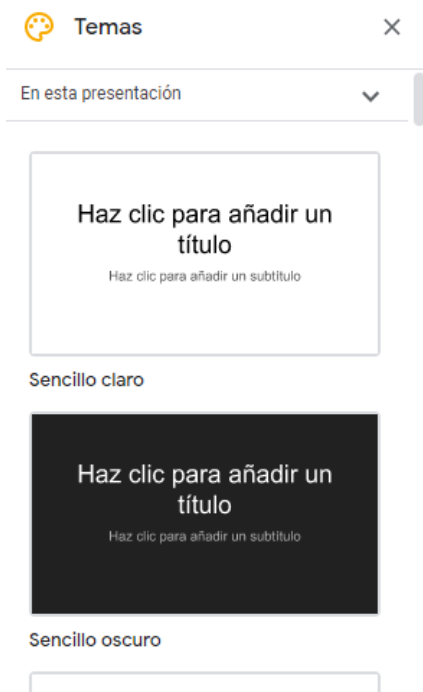 Temas
En esta presentación
Haz clic para añadir un
título
Haz clic para añadir un subtítulo
Sencillo claro
Haz clic para añadir un
título
Haz clic para añadir un subtítulo
Sencillo oscuro